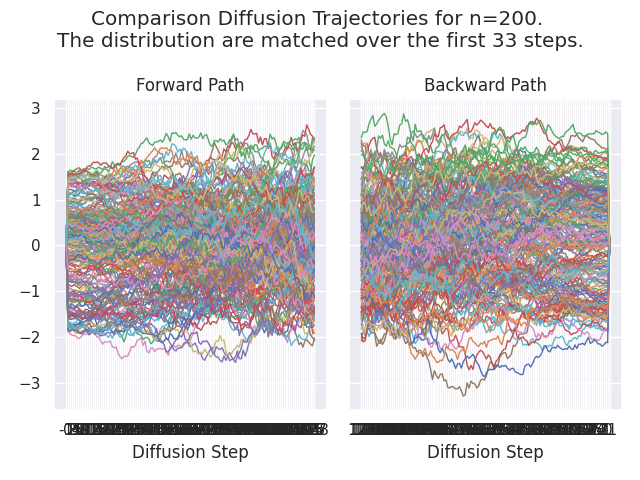 Comparison Diffusion Trajectories for n=200.
The distribution are matched over the first 33 steps.
Forward Path
Backward Path
3
2
1
0
−1
−2
−3
Diffusion Step
Diffusion Step